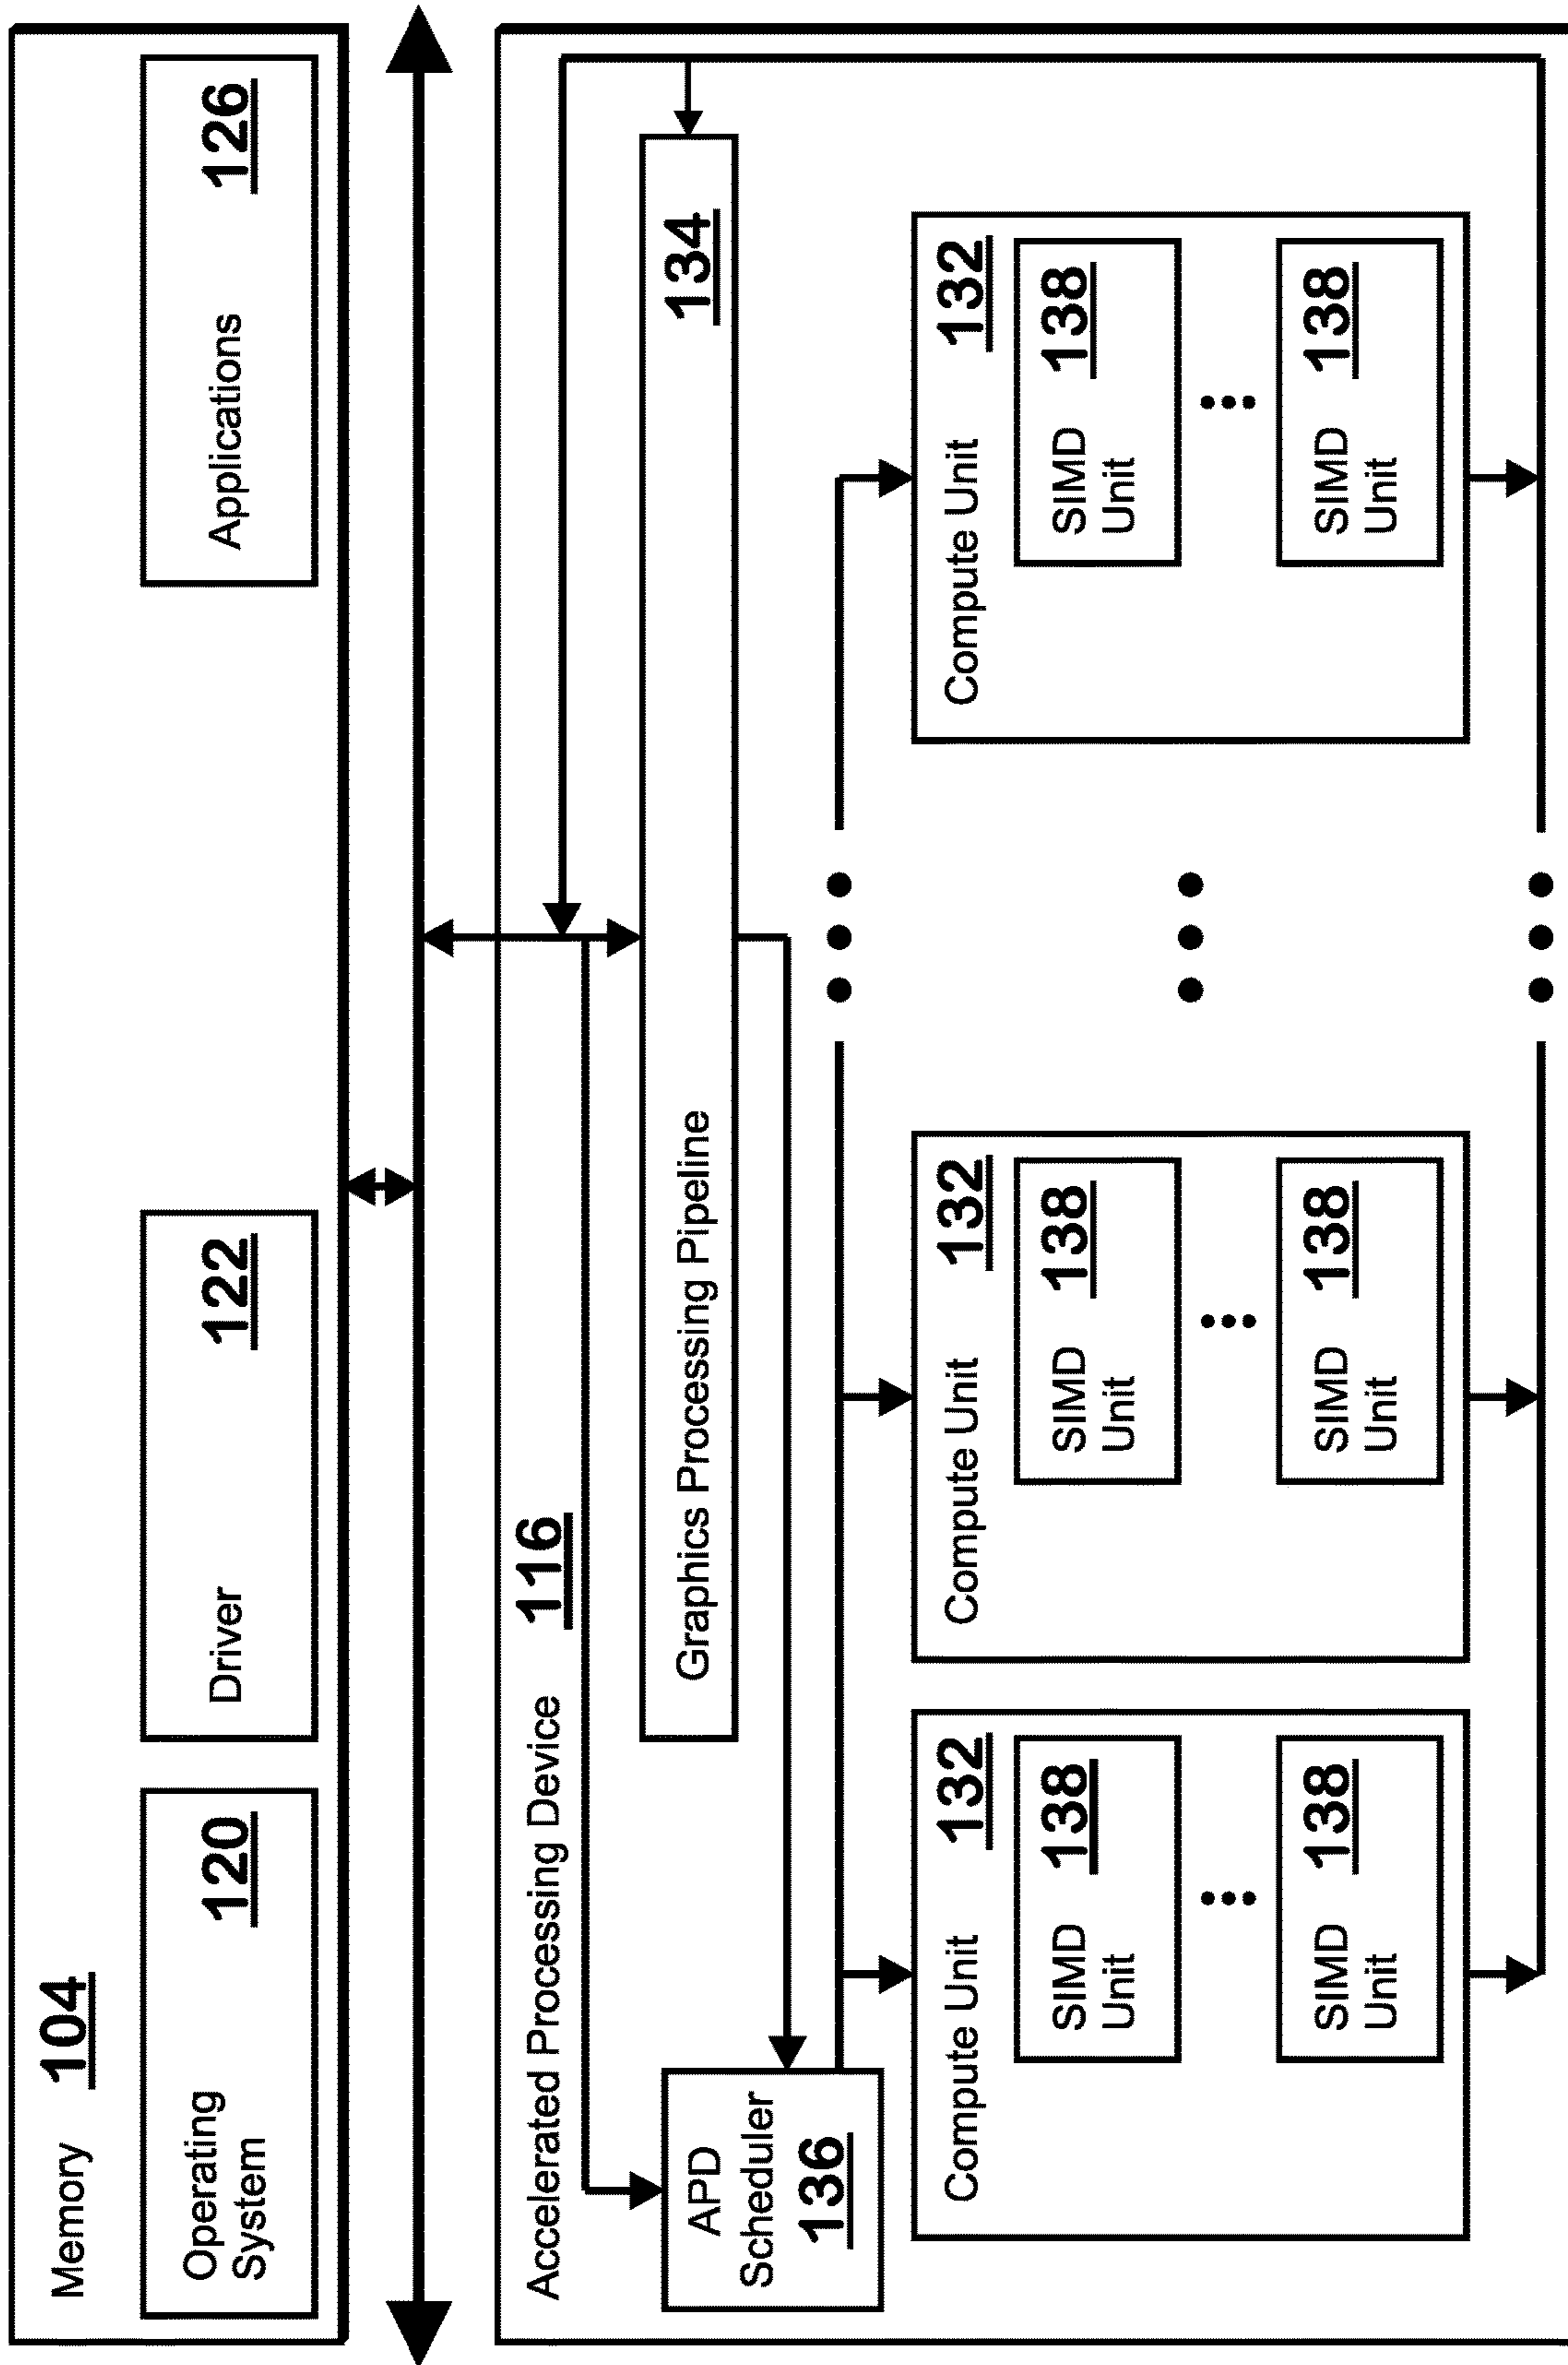 Memory 104
Operating
System
120
Driver 122
Applications 126
Accelerated Processing Device 116
Graphics Processing Pipeline 134
APD
Scheduler
136
Compute Unit 132
SIMD
Unit
138
SIMD
Unit
138
Compute Unit 132
SIMD
Unit
138
SIMD
Unit
138
Compute Unit 132
SIMD
Unit
138
SIMD
Unit
138